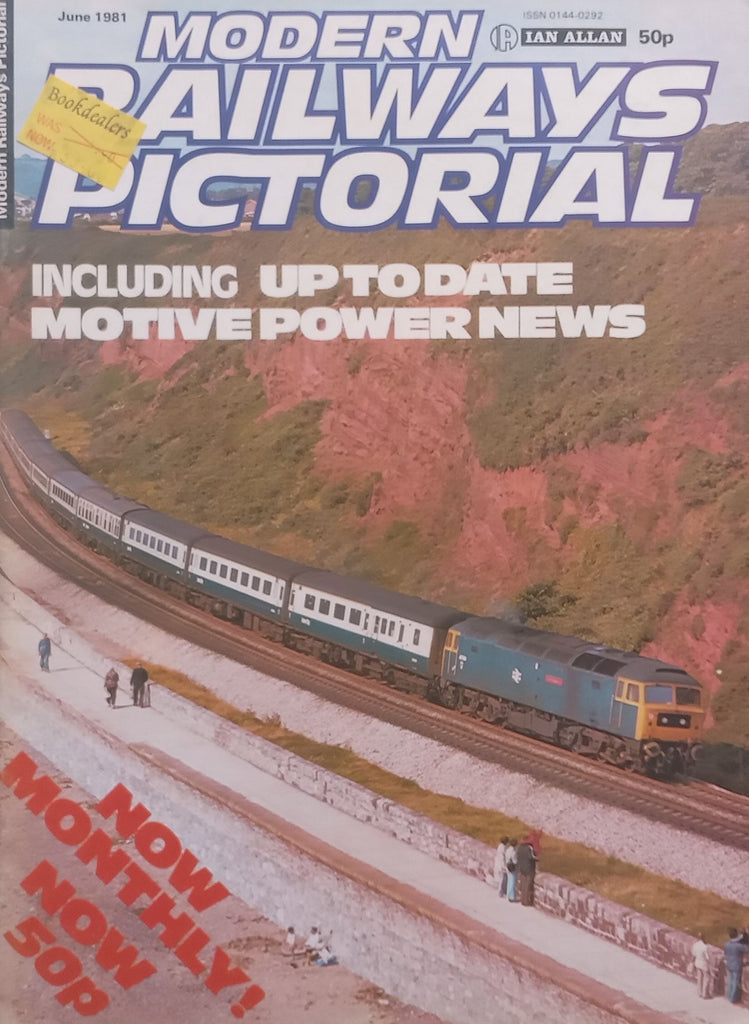 June 1981
ISSN 0144-0292
IAN ALLAN 50p
MODERN
RAILWAYS
PICTORIAL
Modern Railways Pictorial
Bookdealers
WAS
NOW
INCLUDING UP TO DATE
MOTIVE POWER NEWS
NOW
MONTHLY!
NOW
50p